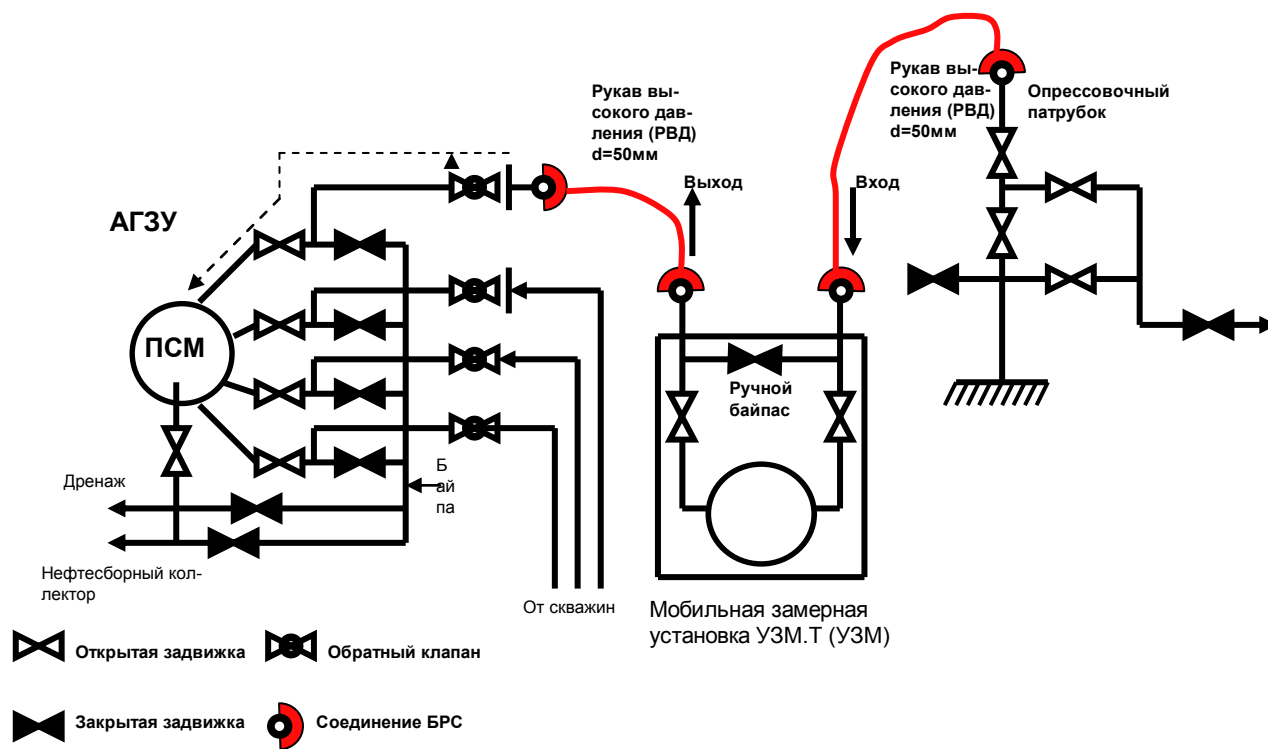 Рукав вы-
сокого дав-
ления (РВД)
d=50мм
Рукав вы-
сокого дав-
ления (РВД)
d=50мм
Опрессовочный
патрубок
Выход
Вход
АГЗУ
ПСМ
Ручной
байпас
Б
ай
па
Дренаж
Нефтесборный кол-
лектор
От скважин
Мобильная замерная
установка УЗМ.Т (УЗМ)
Открытая задвижка
Обратный клапан
Закрытая задвижка
Соединение БРС